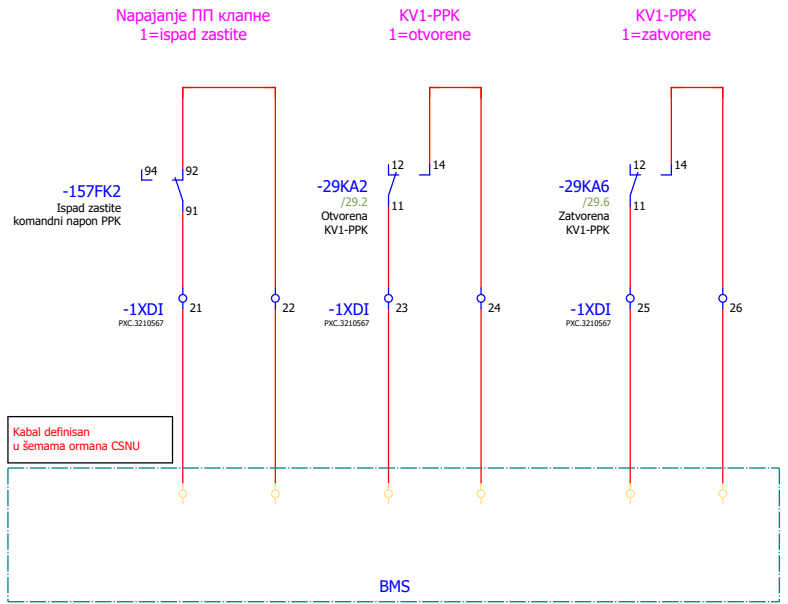 Napajanje ПП клапне
1=ispad zastite
KV1-PPK
1=otvorene
KV1-PPK
1=zatvorene
94
92
-157FK2
Ispad zastite
komandni napon PPK
91
12
14
-29KA2
/29.2
Otvorena
KV1-PPK
11
12
14
-29KA6
/29.6
Zatvorena
KV1-PPK
11
-1XDI
PXC.3210567
21
22
-1XDI
PXC.3210567
23
24
-1XDI
PXC.3210567
25
26
Kabal definisan
u šemama ormana CSNU
BMS